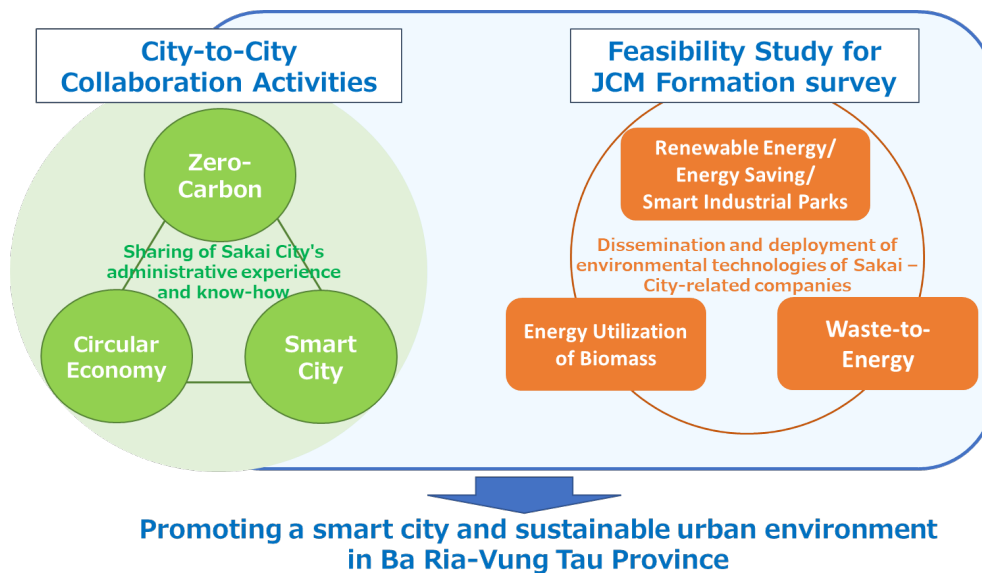 City-to-City
Collaboration Activities
Zero-
Carbon
Sharing of Sakai City's
administrative experience
and know-how
Circular
Economy
Smart
City
Feasibility Study for
JCM Formation survey
Renewable Energy/
Energy Saving/
Smart Industrial Parks
Dissemination and deployment of
environmental technologies of Sakai –
City-related companies
Energy Utilization
of Biomass
Waste-to-
Energy
Promoting a smart city and sustainable urban environment
in Ba Ria-Vung Tau Province